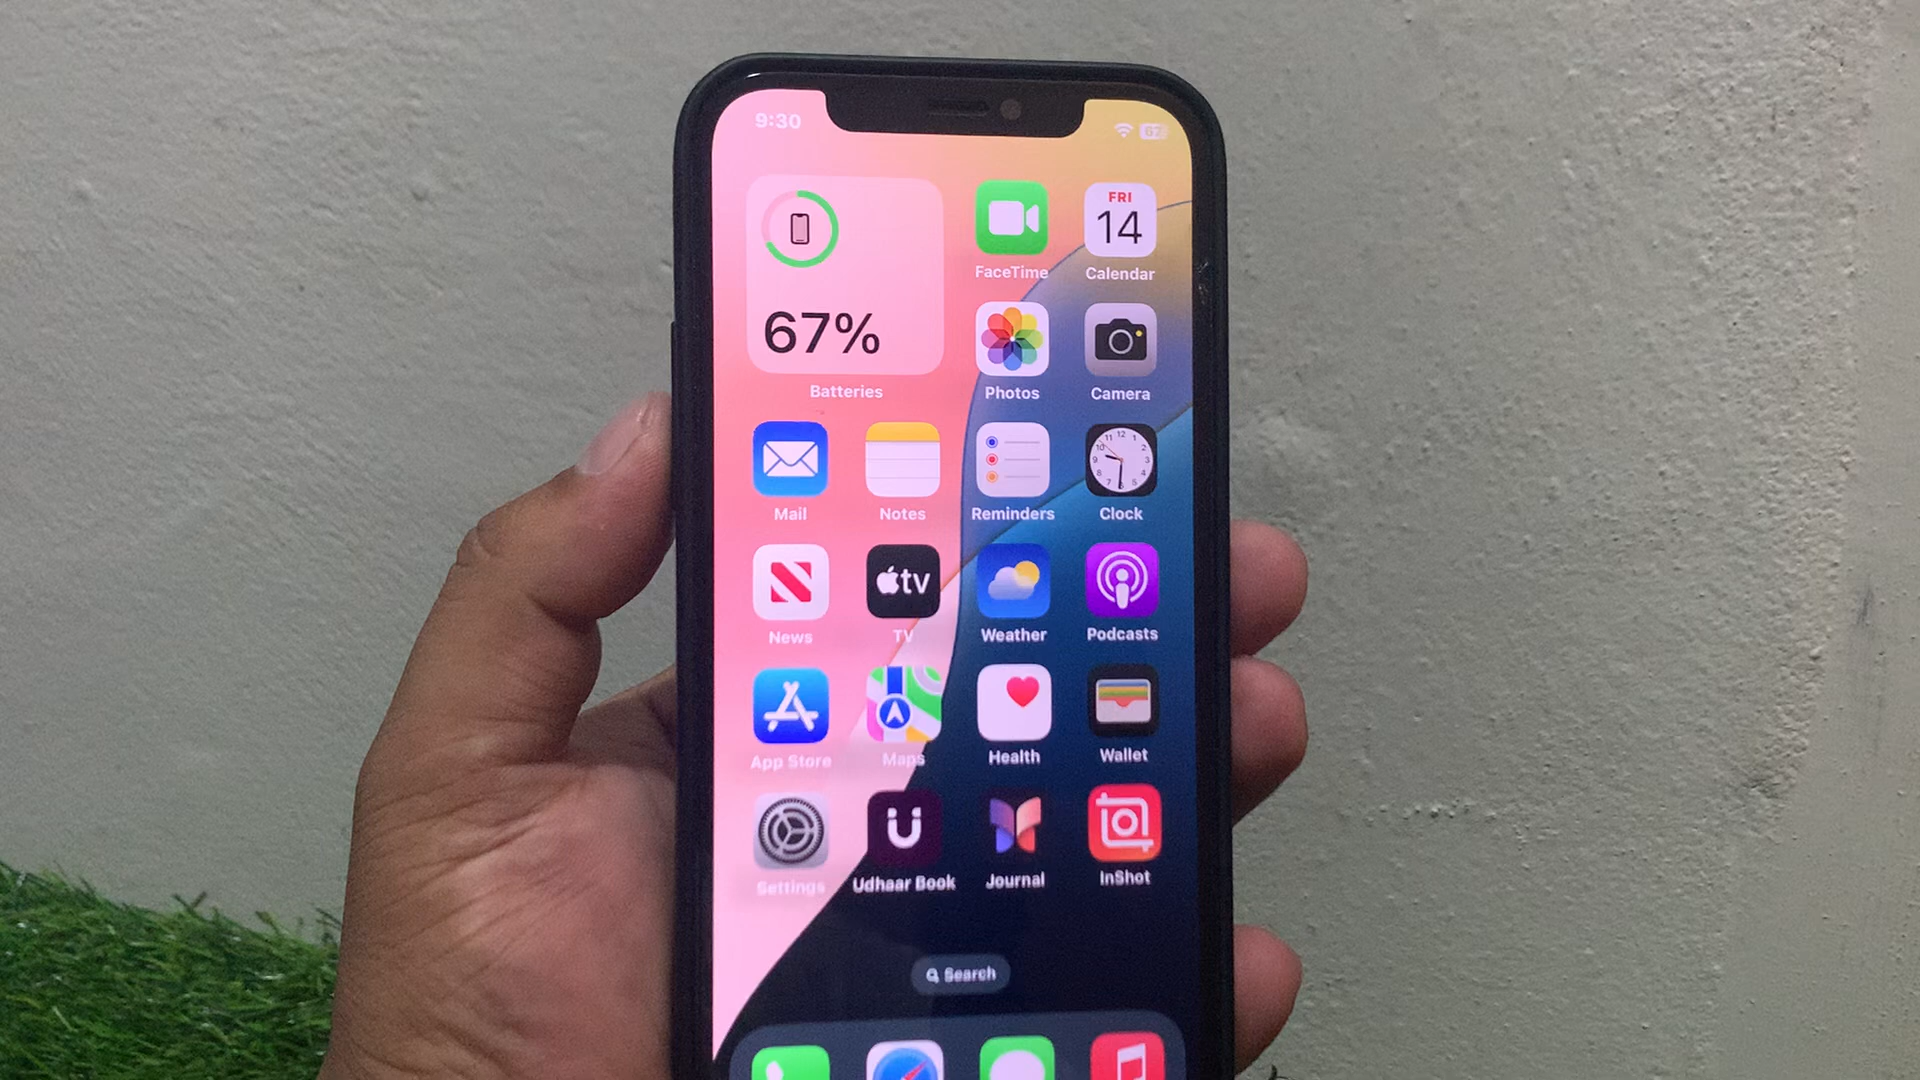 9:30
67
FRI
14
FaceTime
Calendar
67%
Batteries
Photos
Camera
Mail
Notes
Reminders
Clock
tv
News
TV
Weather
Podcasts
App Store
Maps
Health
Wallet
Settings
Udhaar Book
Journal
InShot
Search